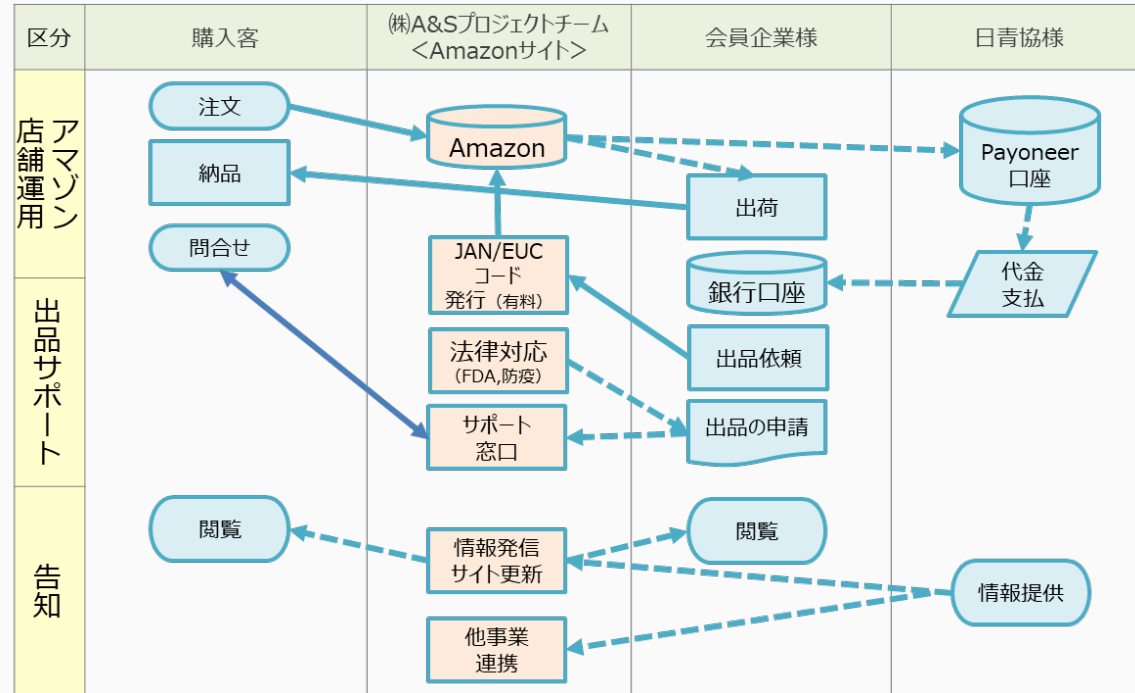 区分
購入客
㈱A&Sプロジェクトチーム
＜Amazonサイト＞
会員企業様
日青協様
アマゾン
店舗運用
注文
Amazon
Payoneer
口座
納品
出荷
問合せ
JAN/EUC
コード
発行（有料）
銀行口座
代金
支払
出品サポート
法律対応
（FDA,防疫）
出品依頼
サポート
窓口
出品の申請
告知
閲覧
情報発信
サイト更新
閲覧
情報提供
他事業
連携